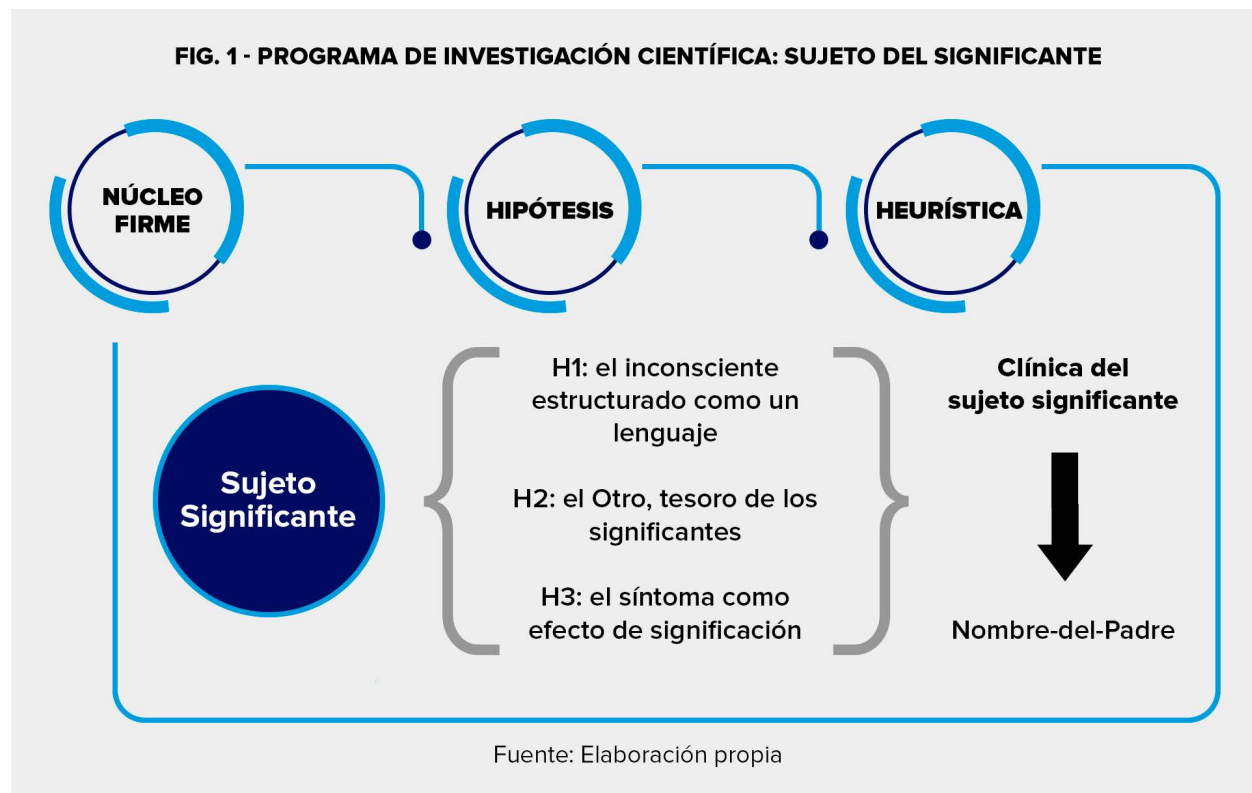 FIG. 1 - PROGRAMA DE INVESTIGACIÓN CIENTÍFICA: SUJETO DEL SIGNIFICANTE
NÚCLEO
FIRME
HIPÓTESIS
HEURÍSTICA
Sujeto
Significante
H1: el inconsciente
estructurado como un
lenguaje
H2: el Otro, tesoro de los
significantes
H3: el síntoma como
efecto de significación
Clínica del
sujeto significante
Nombre-del-Padre
Fuente: Elaboración propia